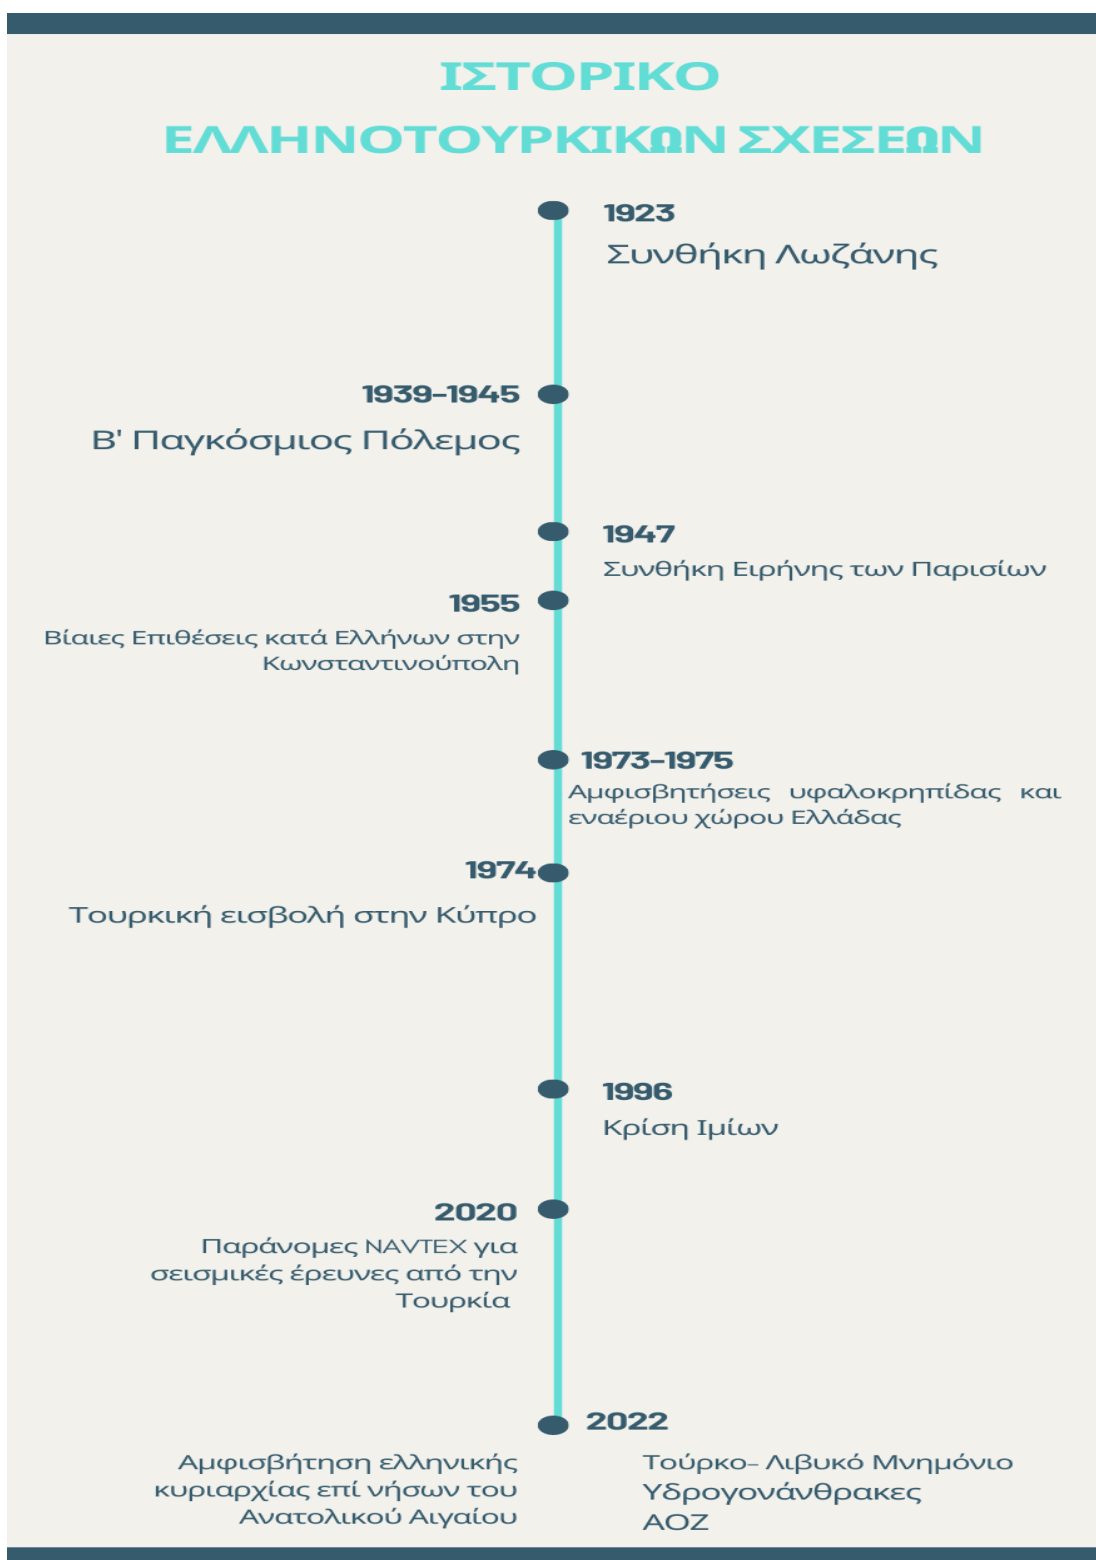 ΙΣΤΟΡΙΚΟ
ΕΛΛΗΝΟΤΟΥΡΚΙΚΩΝ ΣΧΕΣΕΩΝ
1923
Συνθήκη Λωζάνης
1939–1945
Β' Παγκόσμιος Πόλεμος
1947
Συνθήκη Ειρήνης των Παρισίων
1955
Βίαιες Επιθέσεις κατά Ελλήνων στην
Κωνσταντινούπολη
1973–1975
Αμφισβητήσεις υφαλοκρηπίδας και
εναέριου χώρου Ελλάδας
1974
Τουρκική εισβολή στην Κύπρο
1996
Κρίση Ιμίων
2020
Παράνομες NAVTEX για
σεισμικές έρευνες από την
Τουρκία
2022
Αμφισβήτηση ελληνικής
κυριαρχίας επί νήσων του
Ανατολικού Αιγαίου
Τούρκο– Λιβυκό Μνημόνιο
Υδρογονάνθρακες
ΑΟΖ